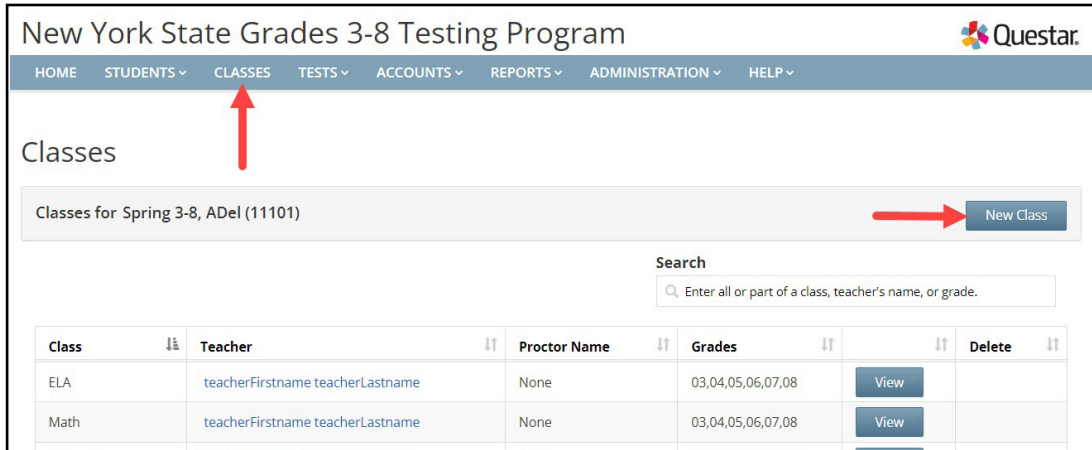 New York State Grades 3-8 Testing Program
Questar
HOME STUDENTS CLASSES TESTS ACCOUNTS REPORTS ADMINISTRATION HELP
Classes
Classes for Spring 3-8, ADel (11101)
New Class
Search
Enter all or part of a class, teacher's name, or grade.
Class Teacher Proctor Name Grades Delete
ELA teacherFirstname teacherLastname None 03,04,05,06,07,08 View
Math teacherFirstname teacherLastname None 03,04,05,06,07,08 View